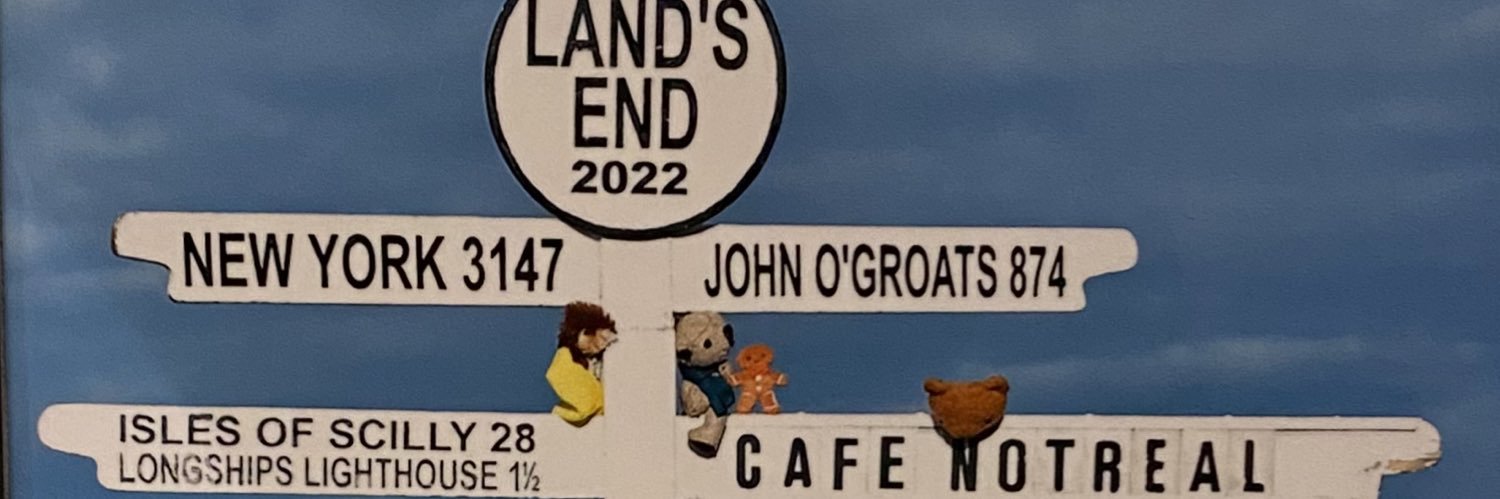 LAND'S
END
2022
NEW YORK 3147
JOHN O'GROATS 874
ISLES OF SCILLY 28
LONGSHIPS LIGHTHOUSE 1½
CAFE NOTREAL